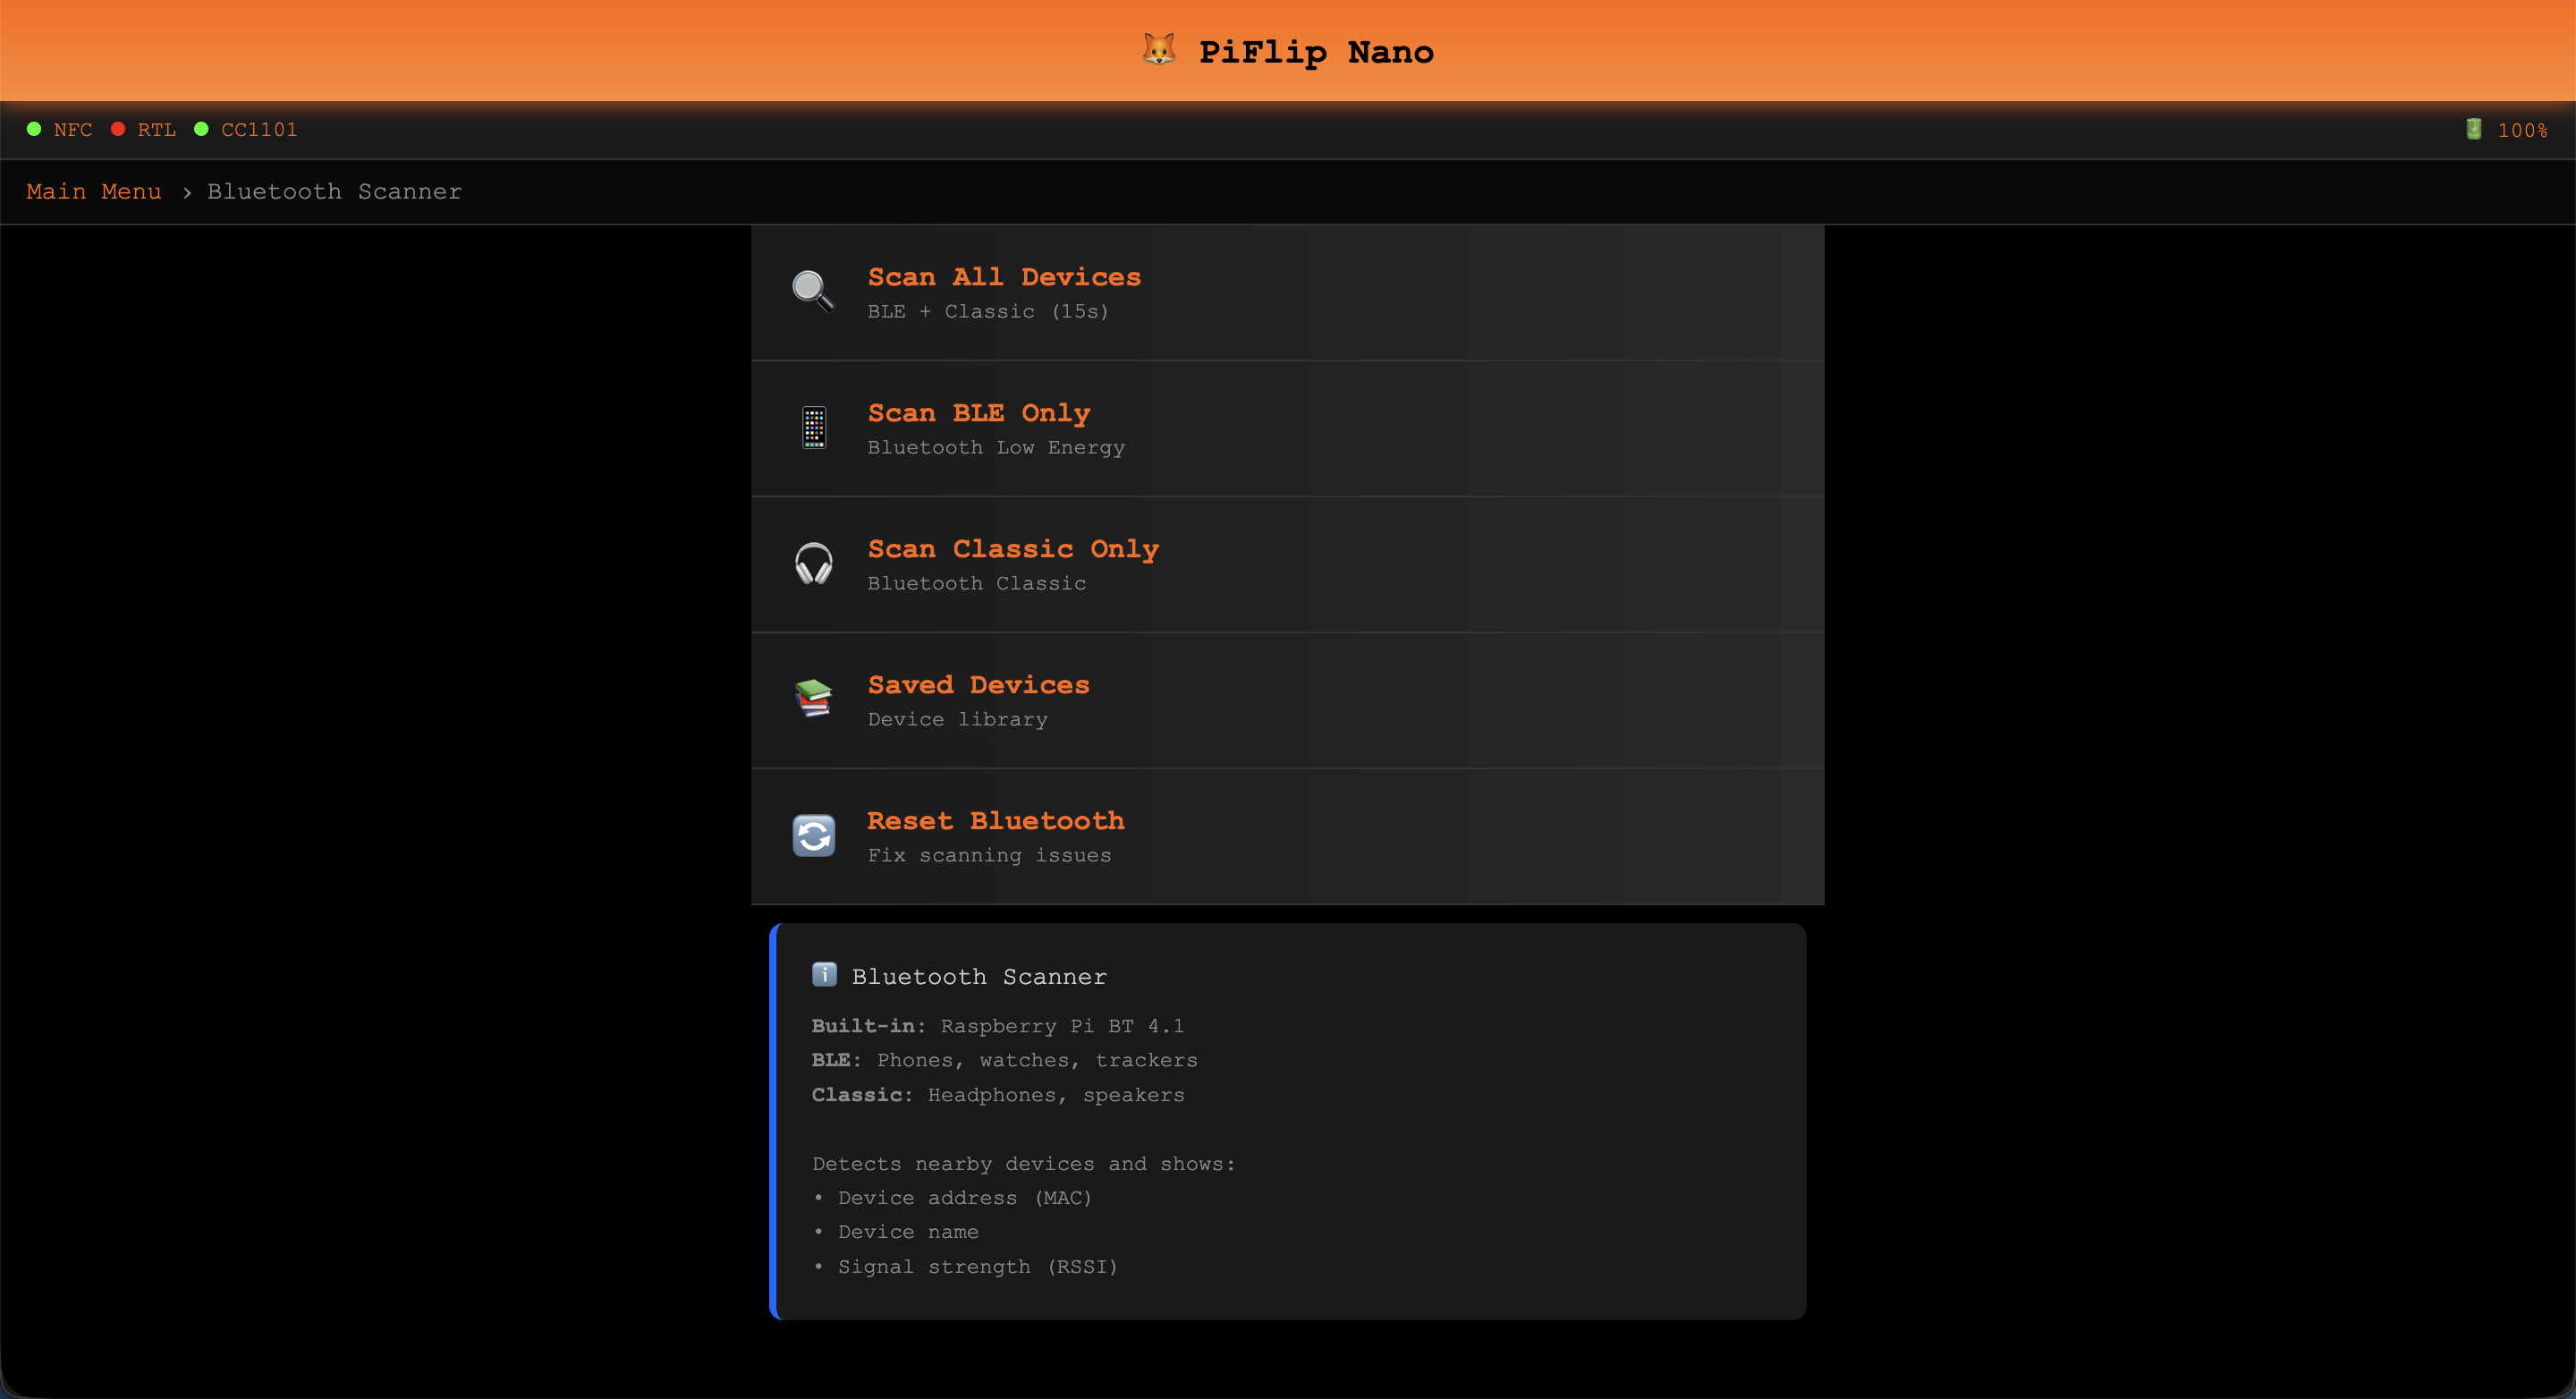 PiFlip Nano
NFC RTL CC1101 100%
Main Menu › Bluetooth Scanner
Scan All Devices
BLE + Classic (15s)
Scan BLE Only
Bluetooth Low Energy
Scan Classic Only
Bluetooth Classic
Saved Devices
Device library
Reset Bluetooth
Fix scanning issues
Bluetooth Scanner
Built-in: Raspberry Pi BT 4.1
BLE: Phones, watches, trackers
Classic: Headphones, speakers
Detects nearby devices and shows:
• Device address (MAC)
• Device name
• Signal strength (RSSI)